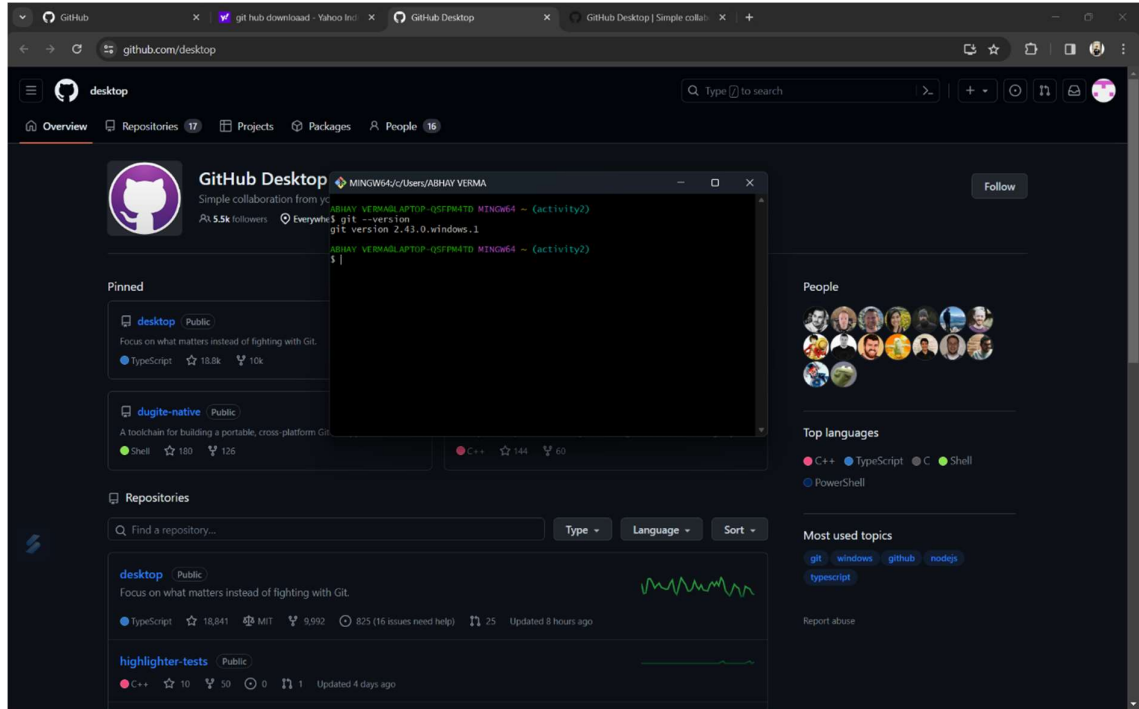 GitHub
git hub downloaad - Yahoo Ind
GitHub Desktop
GitHub Desktop | Simple collab
github.com/desktop
desktop
Type / to search
Overview
Repositories 17
Projects
Packages
People 16
GitHub Desktop
Simple collaboration from yo
5.5k followers
Everywhe
Follow
MINGW64:/c/Users/ABHAY VERMA
ABHAY VERMA@LAPTOP-QSFPM4TD MINGW64 ~ (activity2)
$ git --version
git version 2.43.0.windows.1
ABHAY VERMA@LAPTOP-QSFPM4TD MINGW64 ~ (activity2)
$
Pinned
desktop Public
Focus on what matters instead of fighting with Git.
TypeScript 18.8k 10k
dugite-native Public
A toolchain for building a portable, cross-platform Git
Shell 180 126
C++ 144 60
People
Top languages
C++ TypeScript C Shell
PowerShell
Most used topics
git windows github nodejs
typescript
Report abuse
Repositories
Find a repository...
Type
Language
Sort
desktop Public
Focus on what matters instead of fighting with Git.
TypeScript 18,841 MIT 9,992 825 (16 issues need help) 25 Updated 8 hours ago
highlighter-tests Public
C++ 10 50 0 1 Updated 4 days ago